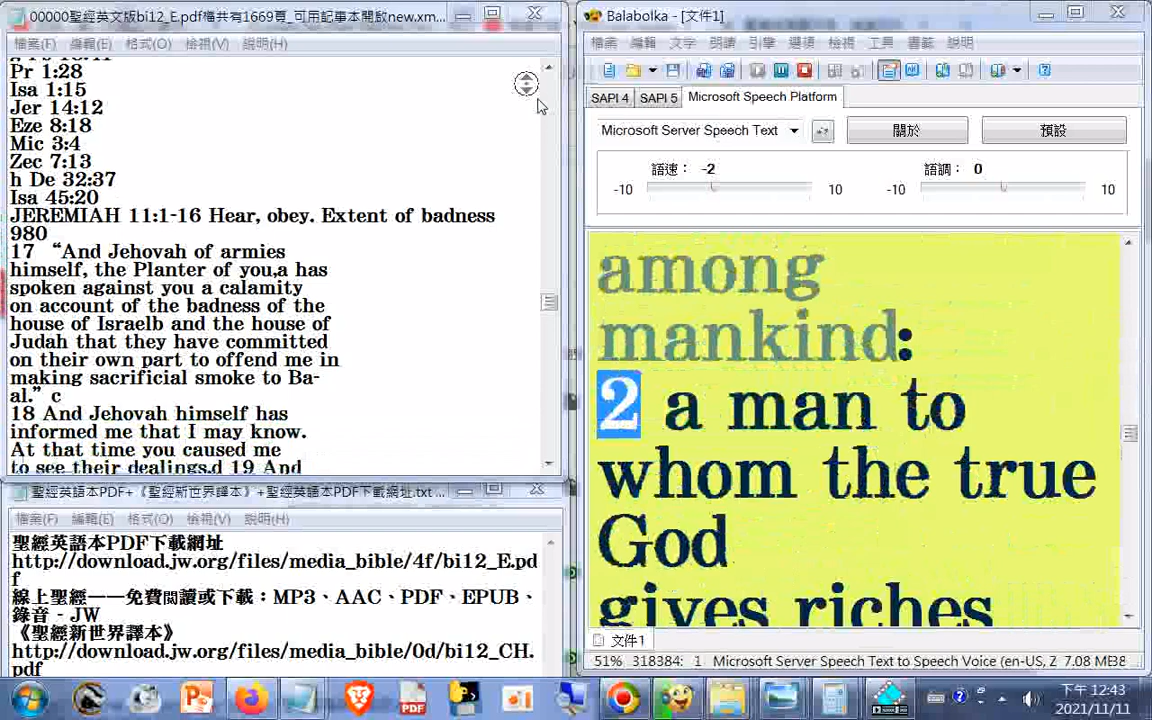 00000聖經英文版bi12_E.pdf檔共有1669頁_可用記事本開啟new.xm...
檔案(F) 編輯(E) 格式(O) 檢視(V) 說明(H)
Pr 1:28
Isa 1:15
Jer 14:12
Eze 8:18
Mic 3:4
Zec 7:13
h De 32:37
Isa 45:20
JEREMIAH 11:1-16 Hear, obey. Extent of badness
980
17 “And Jehovah of armies
himself, the Planter of you,a has
spoken against you a calamity
on account of the badness of the
house of Israelb and the house of
Judah that they have committed
on their own part to offend me in
making sacrificial smoke to Ba-
al.” c
18 And Jehovah himself has
informed me that I may know.
At that time you caused me
to see their dealings.d 19 And
聖經英語本PDF+《聖經新世界譯本》+聖經英語本PDF下載網址.txt ...
檔案(F) 編輯(E) 格式(O) 檢視(V) 說明(H)
聖經英語本PDF下載網址
http://download.jw.org/files/media_bible/4f/bi12_E.pd
f
線上聖經——免費閱讀或下載：MP3、AAC、PDF、EPUB、
錄音 - JW
《聖經新世界譯本》
http://download.jw.org/files/media_bible/0d/bi12_CH.
pdf
Balabolka - [文件1]
檔案 編輯 文字 朗讀 引擎 選項 檢視 工具 書籤 說明
SAPI 4 SAPI 5 Microsoft Speech Platform
Microsoft Server Speech Text 關於 預設
語速： -2 語調： 0
-10 10 -10 10
among
mankind:
2 a man to
whom the true
God
gives riches
文件1
51% 318384: 1 Microsoft Server Speech Text to Speech Voice (en-US, Z 7.08 MB
下午 12:43
2021/11/11